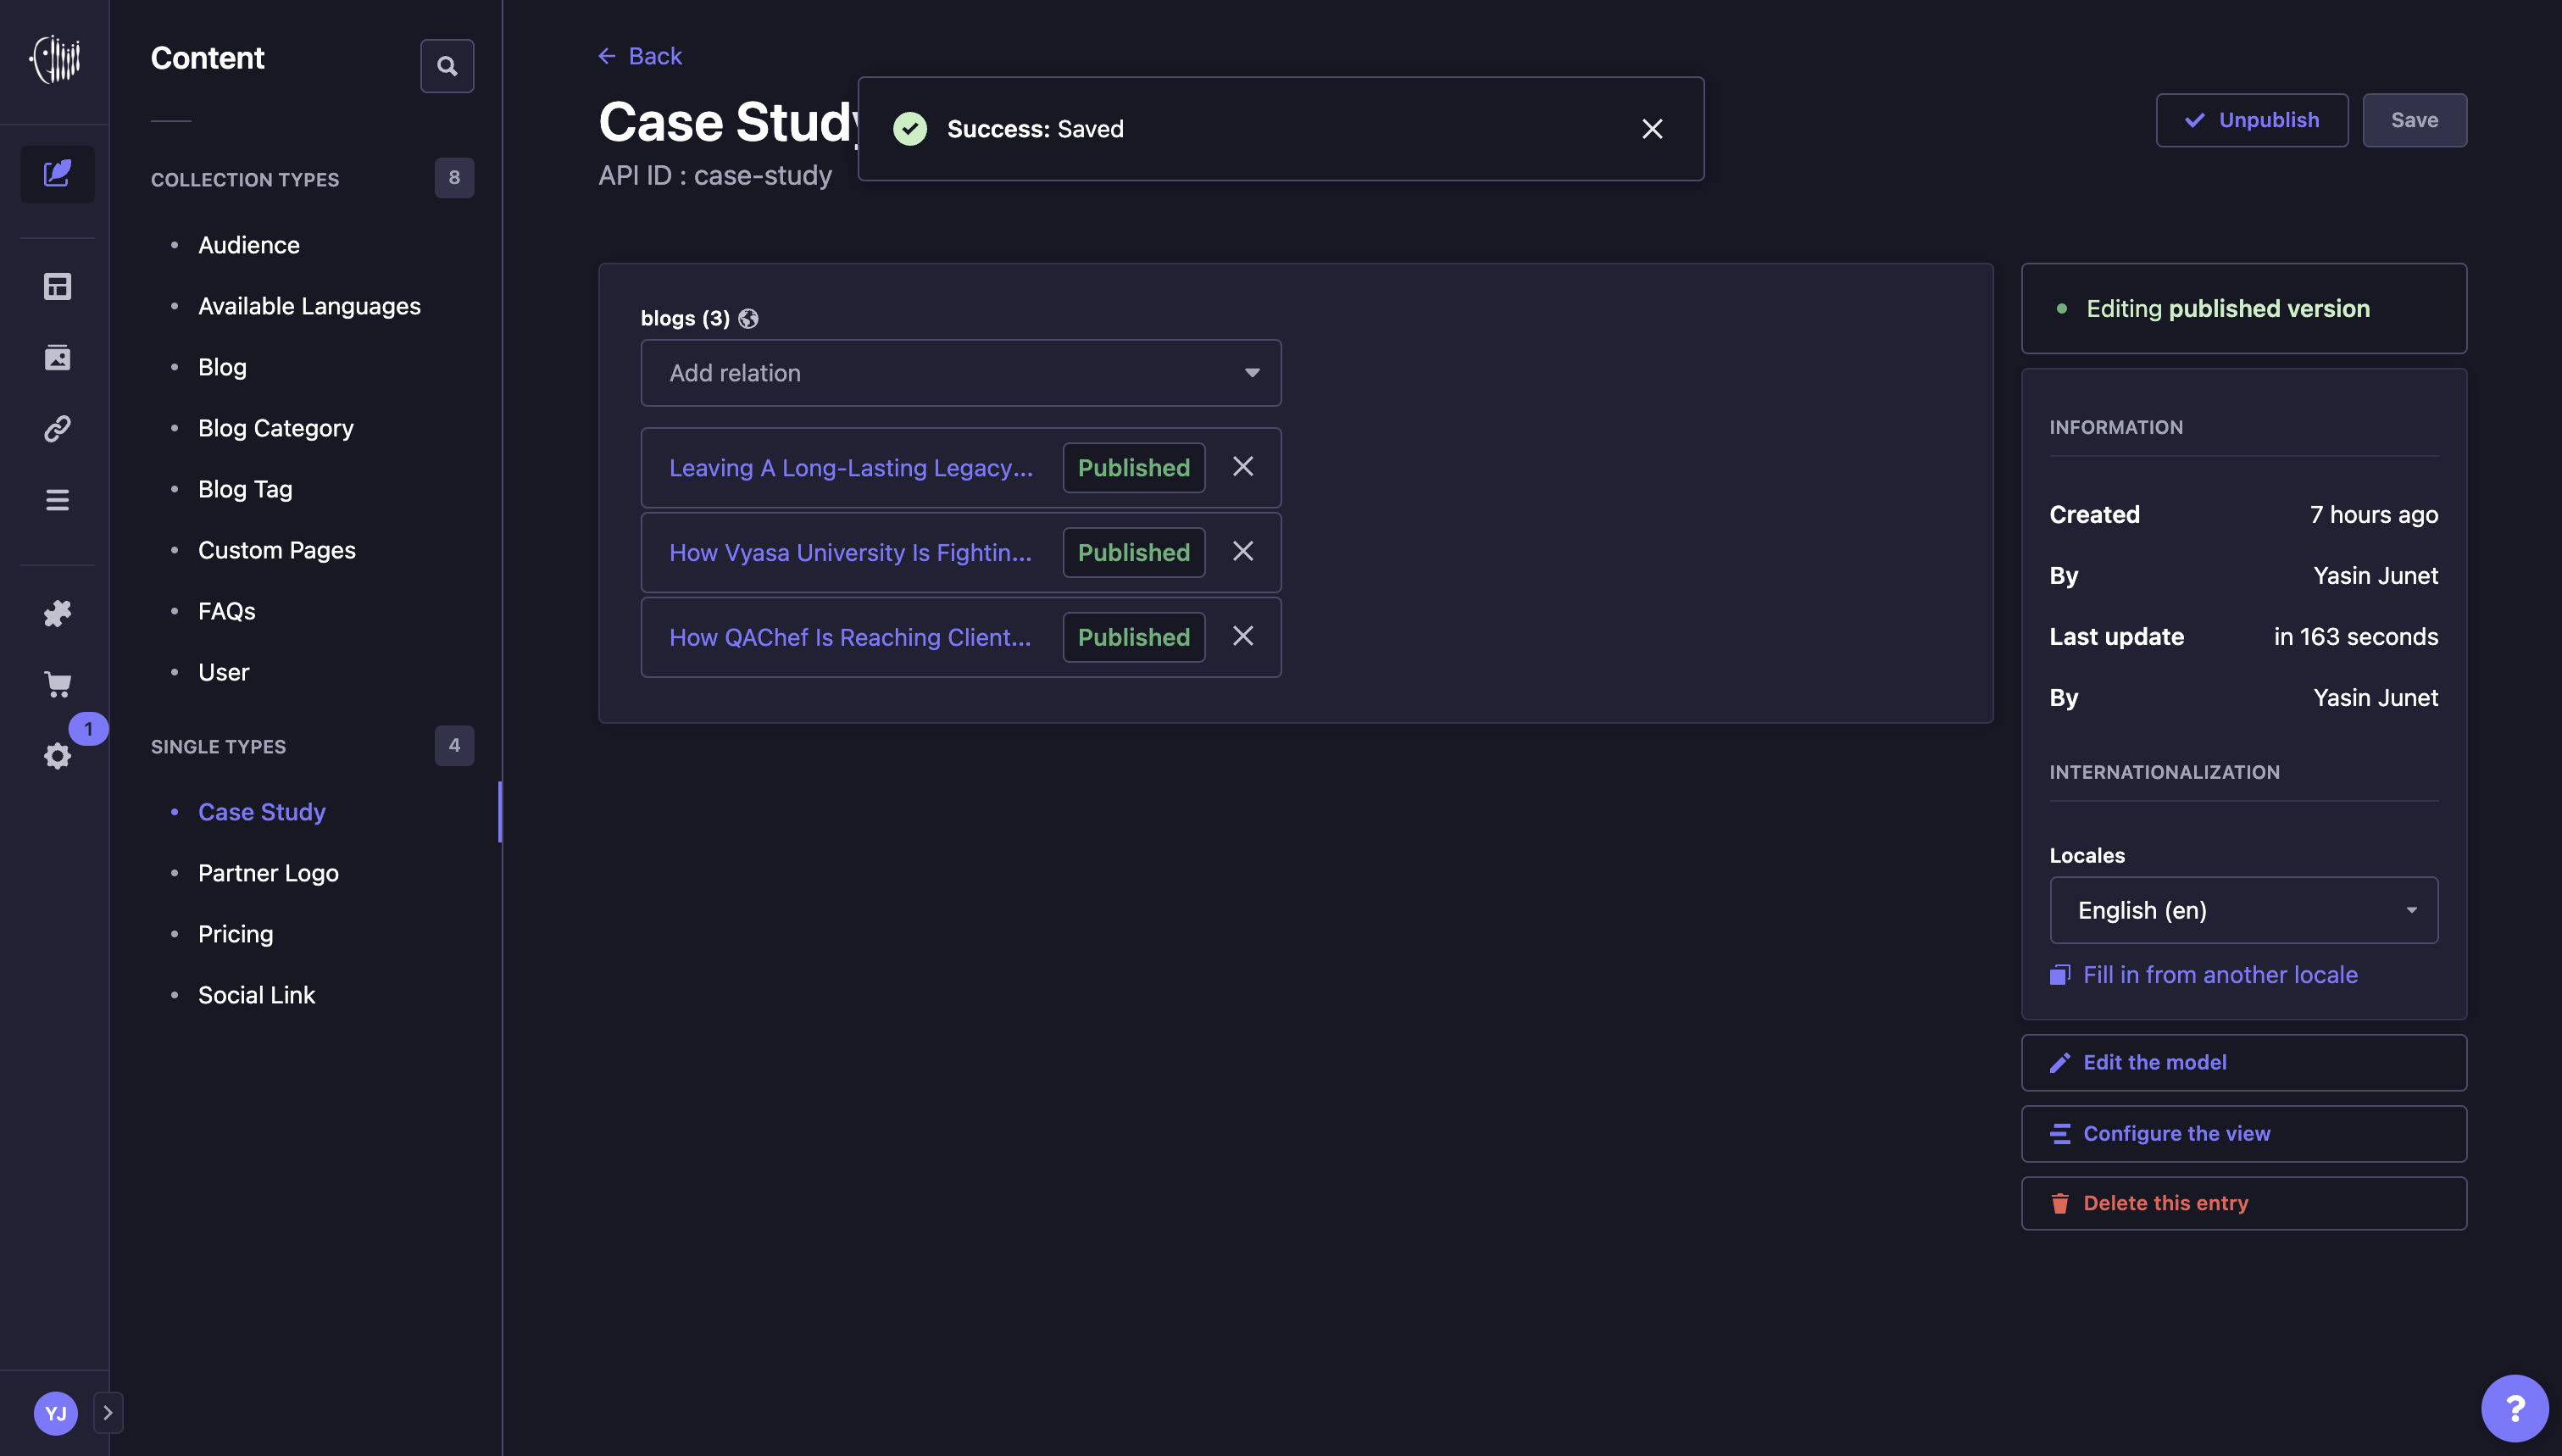 Content
COLLECTION TYPES 8
Audience
Available Languages
Blog
Blog Category
Blog Tag
Custom Pages
FAQs
User
SINGLE TYPES 4
Case Study
Partner Logo
Pricing
Social Link
1
YJ
Back
Case Study
API ID : case-study
Success: Saved
Unpublish
Save
blogs (3)
Add relation
Leaving A Long-Lasting Legacy... Published
How Vyasa University Is Fightin... Published
How QAChef Is Reaching Client... Published
Editing published version
INFORMATION
Created 7 hours ago
By Yasin Junet
Last update in 163 seconds
By Yasin Junet
INTERNATIONALIZATION
Locales
English (en)
Fill in from another locale
Edit the model
Configure the view
Delete this entry
?